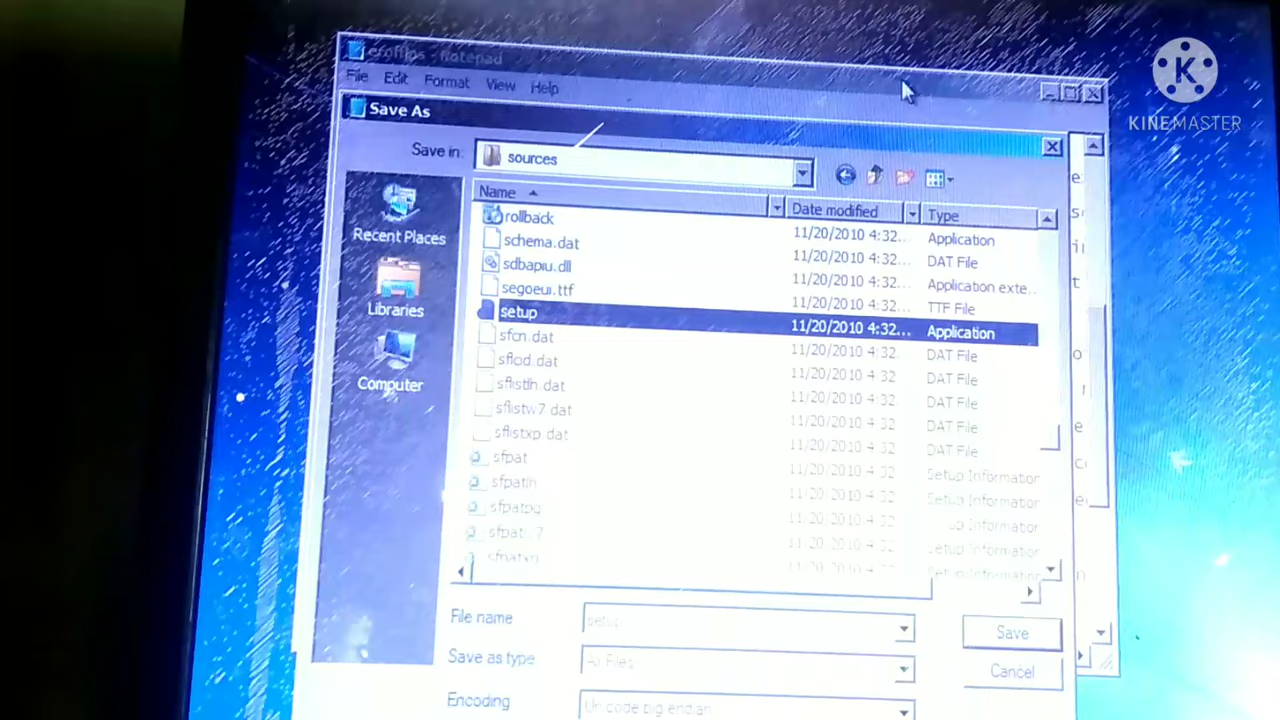 erofflps - Notepad
File Edit Format View Help
Save As
Save in: sources
Recent Places
Libraries
Computer
Name Date modified Type
rollback 11/20/2010 4:32... Application
schema.dat 11/20/2010 4:32... DAT File
sdbapiu.dll 11/20/2010 4:32... Application exte...
segoeui.ttf 11/20/2010 4:32... TTF File
setup 11/20/2010 4:32... Application
sfcn.dat 11/20/2010 4:32 DAT File
sflcid.dat 11/20/2010 4:32 DAT File
sflistlh.dat 11/20/2010 4:32 DAT File
sflistw7.dat 11/20/2010 4:32 DAT File
sflistxp.dat 11/20/2010 4:32 DAT File
sfpat 11/20/2010 4:32 Setup Information
sfpatlh 11/20/2010 4:32 Setup Information
sfpatpg 11/20/2010 4:32 Information
11/20/2010 4:32 Setup Information
sfpatxp 11/20/2010 4:32 Setup Information
File name setup Save
Save as type All Files Cancel
Encoding Unicode big endian
K
KINEMASTER